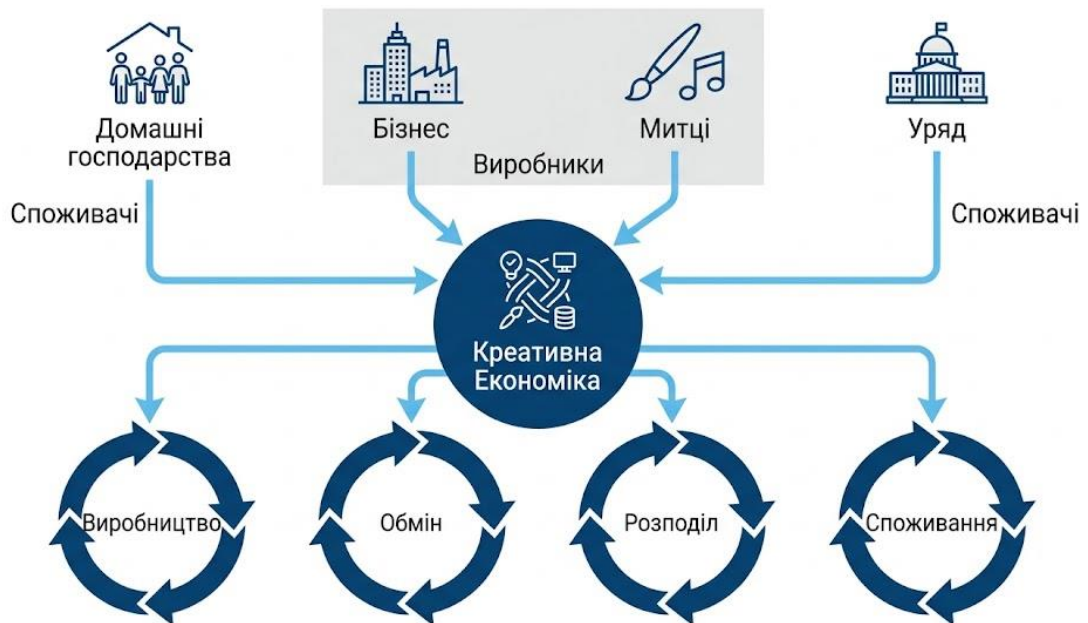 Домашні
господарства
Бізнес
Митці
Уряд
Виробники
Споживачі
Споживачі
Креативна
Економіка
Виробництво
Обмін
Розподіл
Споживання